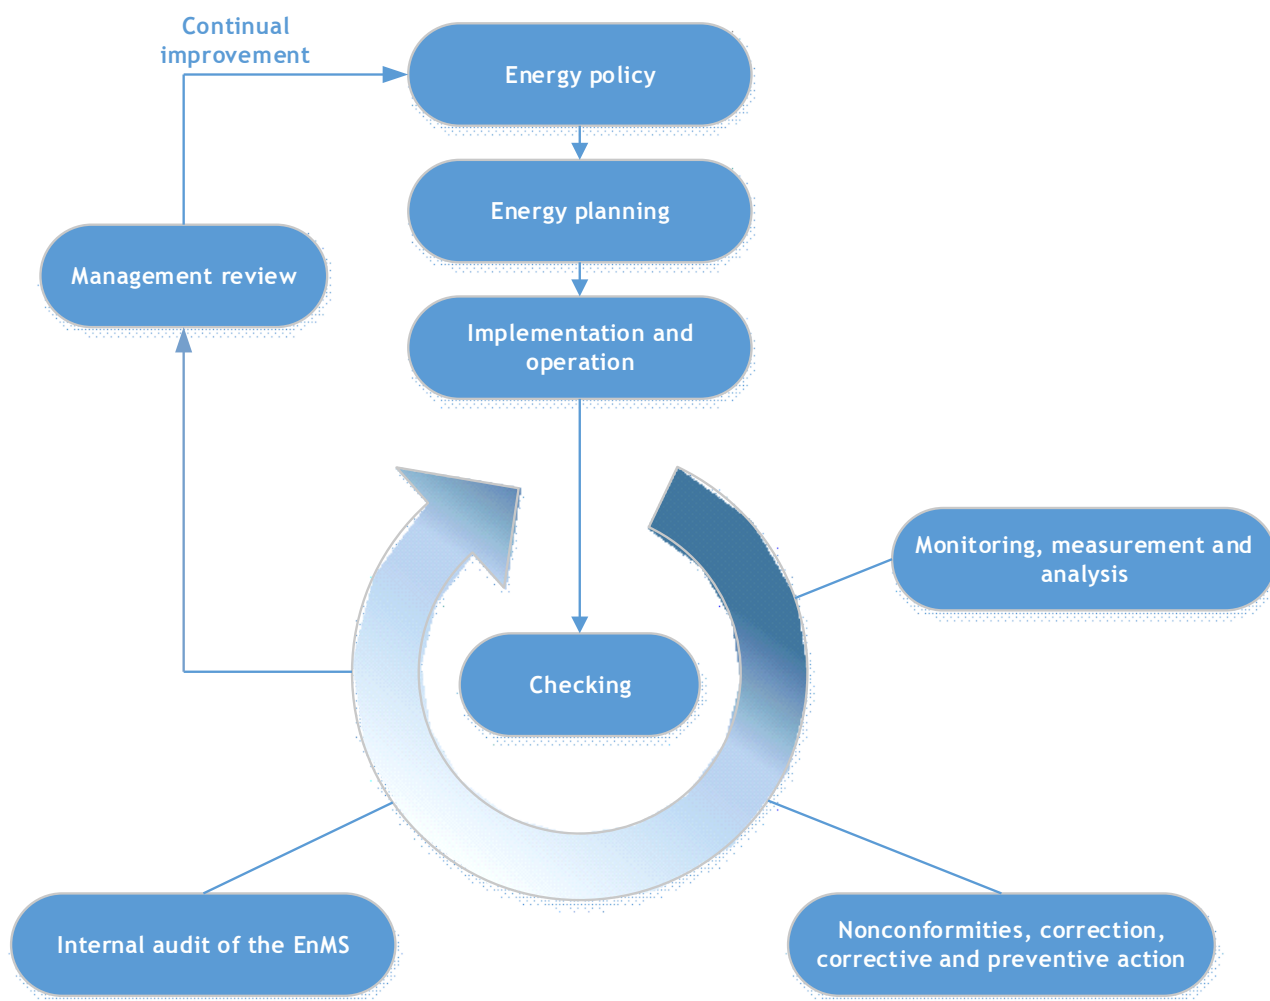 Continual
improvement
Energy policy
Energy planning
Management review
Implementation and
operation
Monitoring, measurement and
analysis
Checking
Internal audit of the EnMS
Nonconformities, correction,
corrective and preventive action